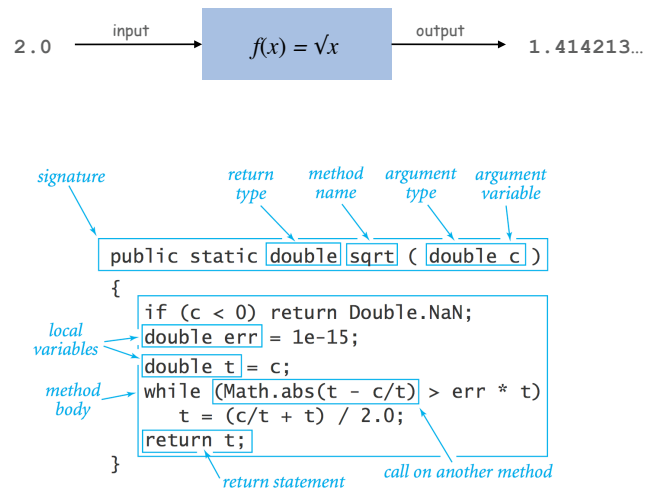 input
output
2.0
f(x) = √x
1.414213…
signature
return type
method name
argument type
argument variable
public static double sqrt ( double c )
{
if (c < 0) return Double.NaN;
local variables
double err = 1e-15;
double t = c;
method body
while (Math.abs(t - c/t) > err * t)
t = (c/t + t) / 2.0;
return t;
}
return statement
call on another method